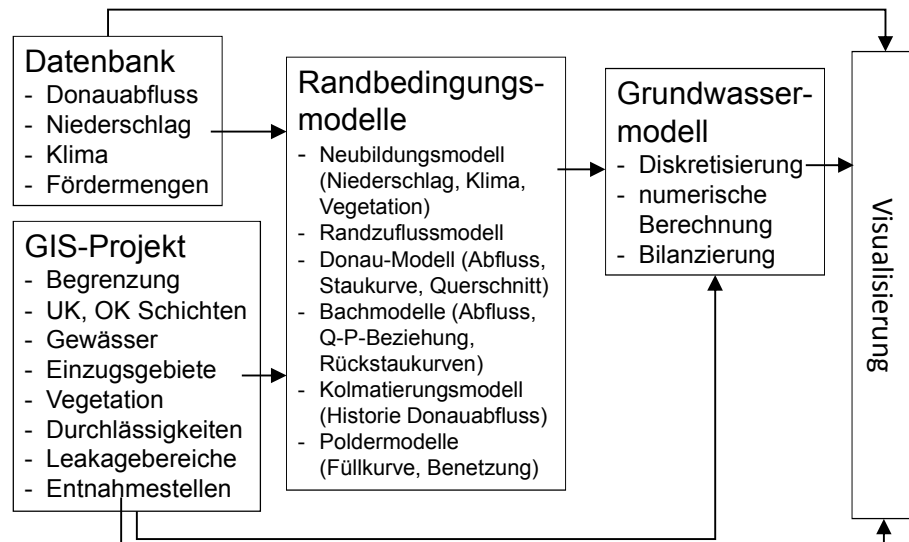 Datenbank
- Donauabfluss
- Niederschlag
- Klima
- Fördermengen
GIS-Projekt
- Begrenzung
- UK, OK Schichten
- Gewässer
- Einzugsgebiete
- Vegetation
- Durchlässigkeiten
- Leakagebereiche
- Entnahmestellen
Randbedingungs-
modelle
- Neubildungsmodell
(Niederschlag, Klima,
Vegetation)
- Randzuflussmodell
- Donau-Modell (Abfluss,
Staukurve, Querschnitt)
- Bachmodelle (Abfluss,
Q-P-Beziehung,
Rückstaukurven)
- Kolmatierungsmodell
(Historie Donauabfluss)
- Poldermodelle
(Füllkurve, Benetzung)
Grundwasser-
modell
- Diskretisierung
- numerische
Berechnung
- Bilanzierung
Visualisierung